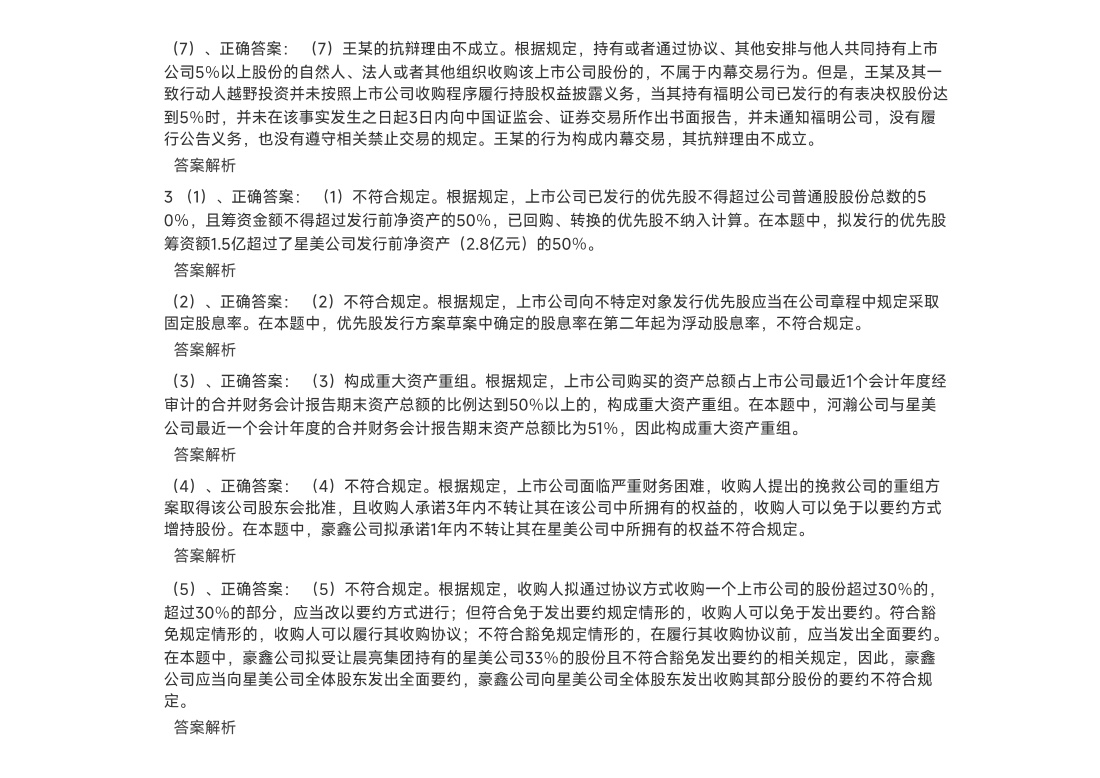 （7）、正确答案： （7）王某的抗辩理由不成立。根据规定，持有或者通过协议、其他安排与他人共同持有上市
公司5%以上股份的自然人、法人或者其他组织收购该上市公司股份的，不属于内幕交易行为。但是，王某及其一
致行动人越野投资并未按照上市公司收购程序履行持股权益披露义务，当其持有福明公司已发行的有表决权股份达
到5%时，并未在该事实发生之日起3日内向中国证监会、证券交易所作出书面报告，并未通知福明公司，没有履
行公告义务，也没有遵守相关禁止交易的规定。王某的行为构成内幕交易，其抗辩理由不成立。
答案解析
3 （1）、正确答案： （1）不符合规定。根据规定，上市公司已发行的优先股不得超过公司普通股股份总数的5
0%，且筹资金额不得超过发行前净资产的50%，已回购、转换的优先股不纳入计算。在本题中，拟发行的优先股
筹资额1.5亿超过了星美公司发行前净资产（2.8亿元）的50%。
答案解析
（2）、正确答案： （2）不符合规定。根据规定，上市公司向不特定对象发行优先股应当在公司章程中规定采取
固定股息率。在本题中，优先股发行方案草案中确定的股息率在第二年起为浮动股息率，不符合规定。
答案解析
（3）、正确答案： （3）构成重大资产重组。根据规定，上市公司购买的资产总额占上市公司最近1个会计年度经
审计的合并财务会计报告期末资产总额的比例达到50%以上的，构成重大资产重组。在本题中，河瀚公司与星美
公司最近一个会计年度的合并财务会计报告期末资产总额比为51%，因此构成重大资产重组。
答案解析
（4）、正确答案： （4）不符合规定。根据规定，上市公司面临严重财务困难，收购人提出的挽救公司的重组方
案取得该公司股东会批准，且收购人承诺3年内不转让其在该公司中所拥有的权益的，收购人可以免于以要约方式
增持股份。在本题中，豪鑫公司拟承诺1年内不转让其在星美公司中所拥有的权益不符合规定。
答案解析
（5）、正确答案： （5）不符合规定。根据规定，收购人拟通过协议方式收购一个上市公司的股份超过30%的，
超过30%的部分，应当改以要约方式进行；但符合免于发出要约规定情形的，收购人可以免于发出要约。符合豁
免规定情形的，收购人可以履行其收购协议；不符合豁免规定情形的，在履行其收购协议前，应当发出全面要约。
在本题中，豪鑫公司拟受让晨亮集团持有的星美公司33%的股份且不符合豁免发出要约的相关规定，因此，豪鑫
公司应当向星美公司全体股东发出全面要约，豪鑫公司向星美公司全体股东发出收购其部分股份的要约不符合规
定。
答案解析